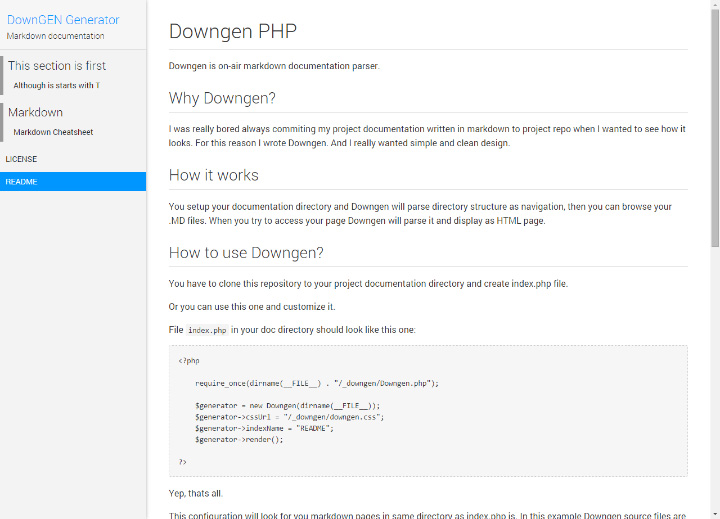 DownGEN Generator
Markdown documentation
This section is first
Although is starts with T
Markdown
Markdown Cheatsheet
LICENSE
README
Downgen PHP
Downgen is on-air markdown documentation parser.
Why Downgen?
I was really bored always commiting my project documentation written in markdown to project repo when I wanted to see how it
looks. For this reason I wrote Downgen. And I really wanted simple and clean design.
How it works
You setup your documentation directory and Downgen will parse directory structure as navigation, then you can browse your
.MD files. When you try to access your page Downgen will parse it and display as HTML page.
How to use Downgen?
You have to clone this repository to your project documentation directory and create index.php file.
Or you can use this one and customize it.
File index.php in your doc directory should look like this one:
<?php
require_once(dirname(__FILE__) . "/_downgen/Downgen.php");
$generator = new Downgen(dirname(__FILE__));
$generator->cssUrl = "/_downgen/downgen.css";
$generator->indexName = "README";
$generator->render();
?>
Yep, thats all.
This configuration will look for you markdown pages in same directory as index.php is. In this example Downgen source files are